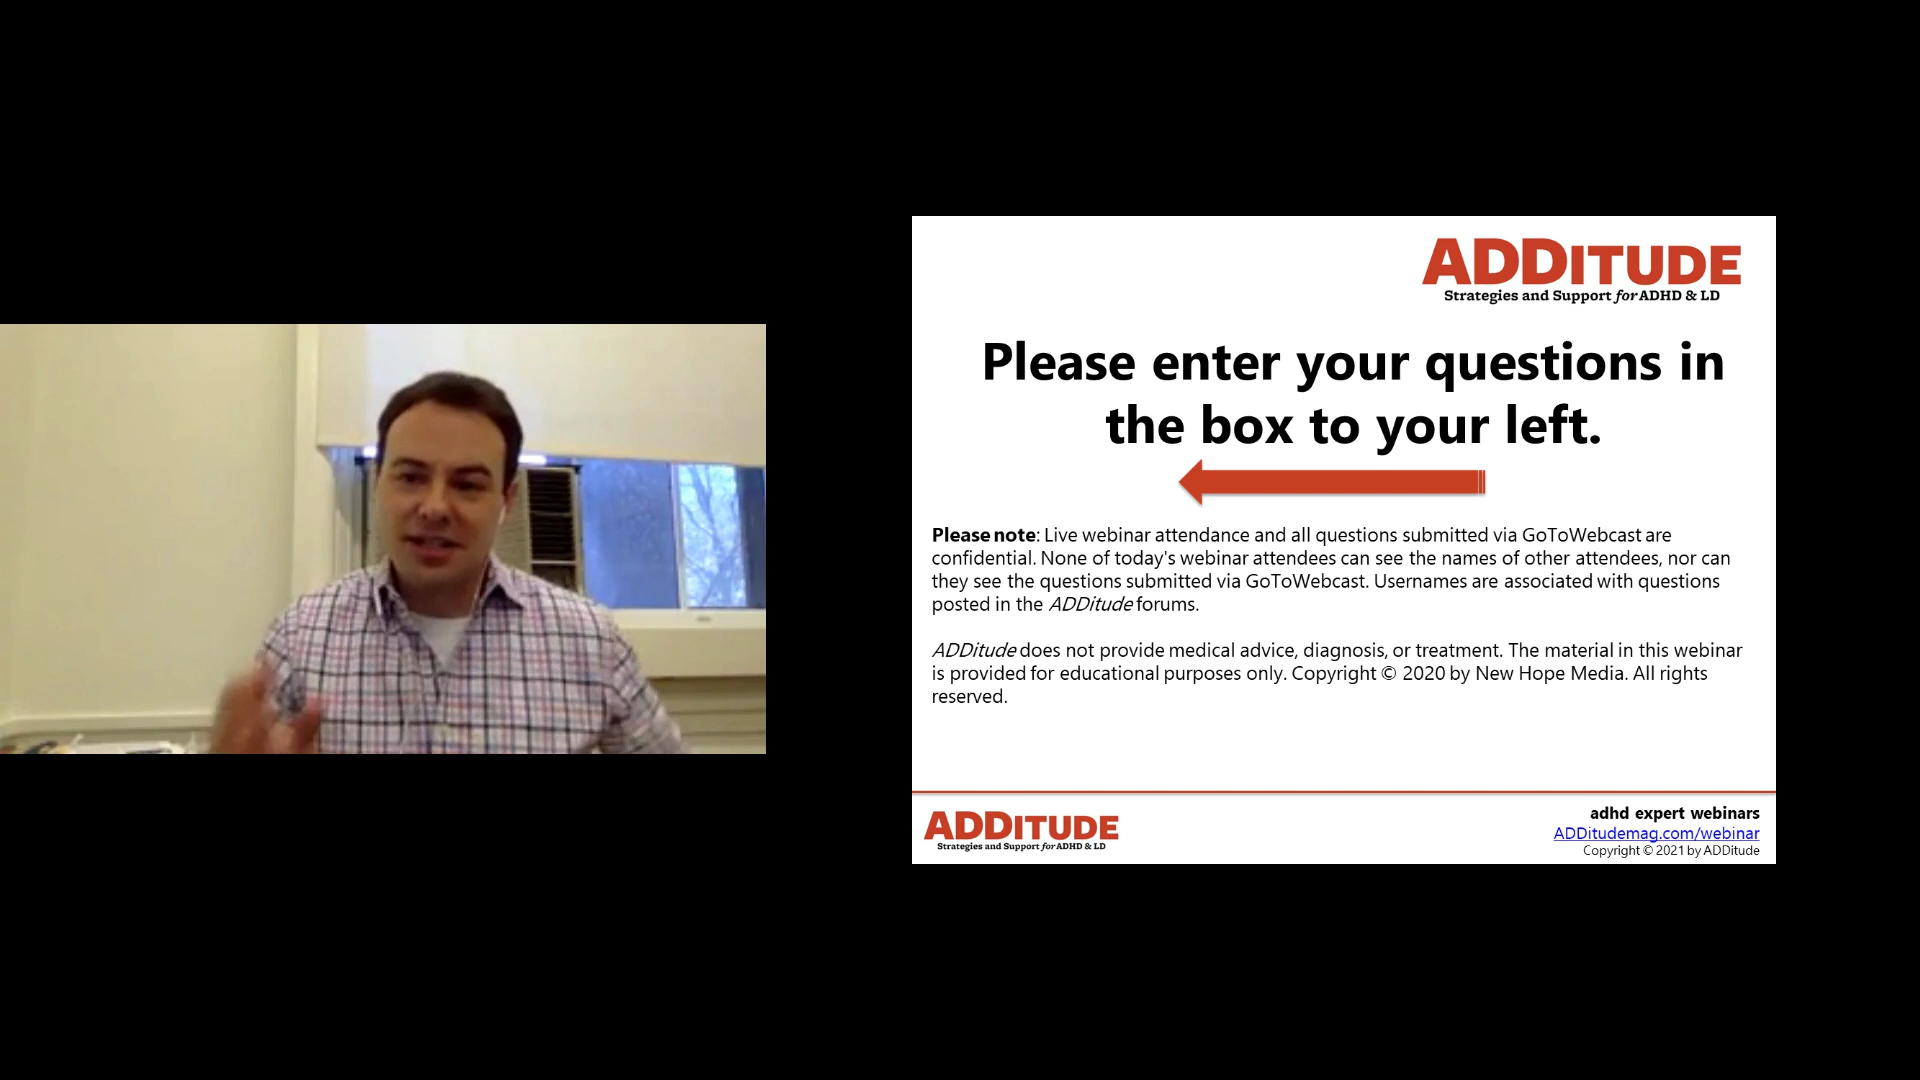 ADDITUDE
Strategies and Support for ADHD & LD
Please enter your questions in
the box to your left.
Please note: Live webinar attendance and all questions submitted via GoToWebcast are
confidential. None of today's webinar attendees can see the names of other attendees, nor can
they see the questions submitted via GoToWebcast. Usernames are associated with questions
posted in the ADDitude forums.
ADDitude does not provide medical advice, diagnosis, or treatment. The material in this webinar
is provided for educational purposes only. Copyright © 2020 by New Hope Media. All rights
reserved.
ADDITUDE
Strategies and Support for ADHD & LD
adhd expert webinars
ADDitudemag.com/webinar
Copyright © 2021 by ADDitude